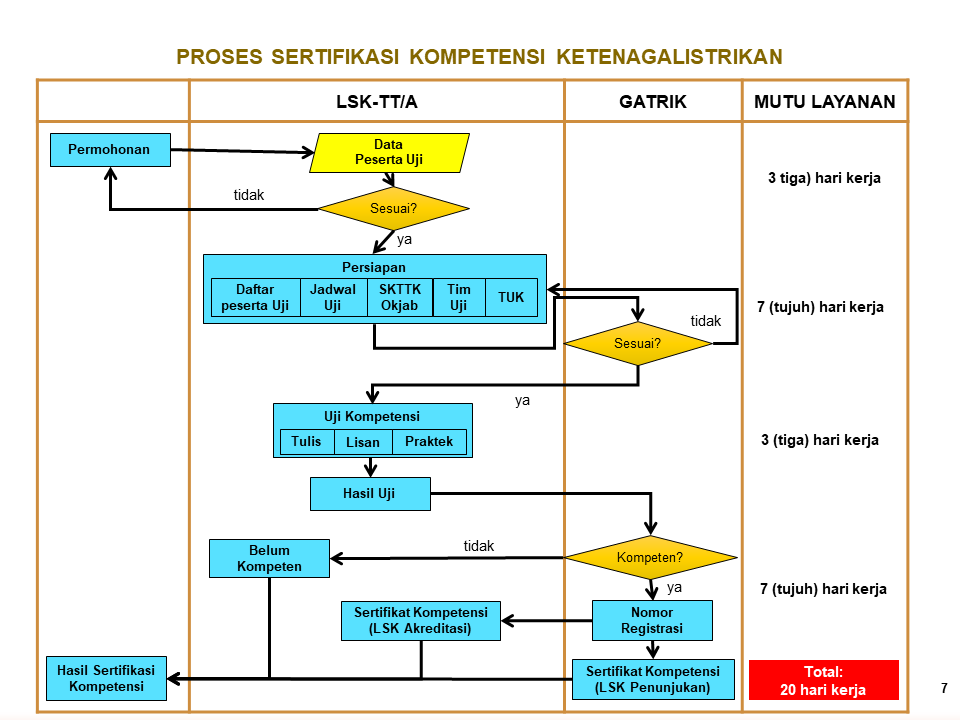 PROSES SERTIFIKASI KOMPETENSI KETENAGALISTRIKAN
LSK-TT/A
GATRIK
MUTU LAYANAN
Permohonan
Data
Peserta Uji
3 tiga) hari kerja
tidak
Sesuai?
ya
Persiapan
Daftar
peserta Uji
Jadwal
Uji
SKTTK
Okjab
Tim
Uji
TUK
7 (tujuh) hari kerja
tidak
Sesuai?
ya
Uji Kompetensi
Tulis
Lisan
Praktek
3 (tiga) hari kerja
Hasil Uji
Belum
Kompeten
tidak
Kompeten?
ya
7 (tujuh) hari kerja
Sertifikat Kompetensi
(LSK Akreditasi)
Nomor
Registrasi
Hasil Sertifikasi
Kompetensi
Sertifikat Kompetensi
(LSK Penunjukan)
Total:
20 hari kerja
7